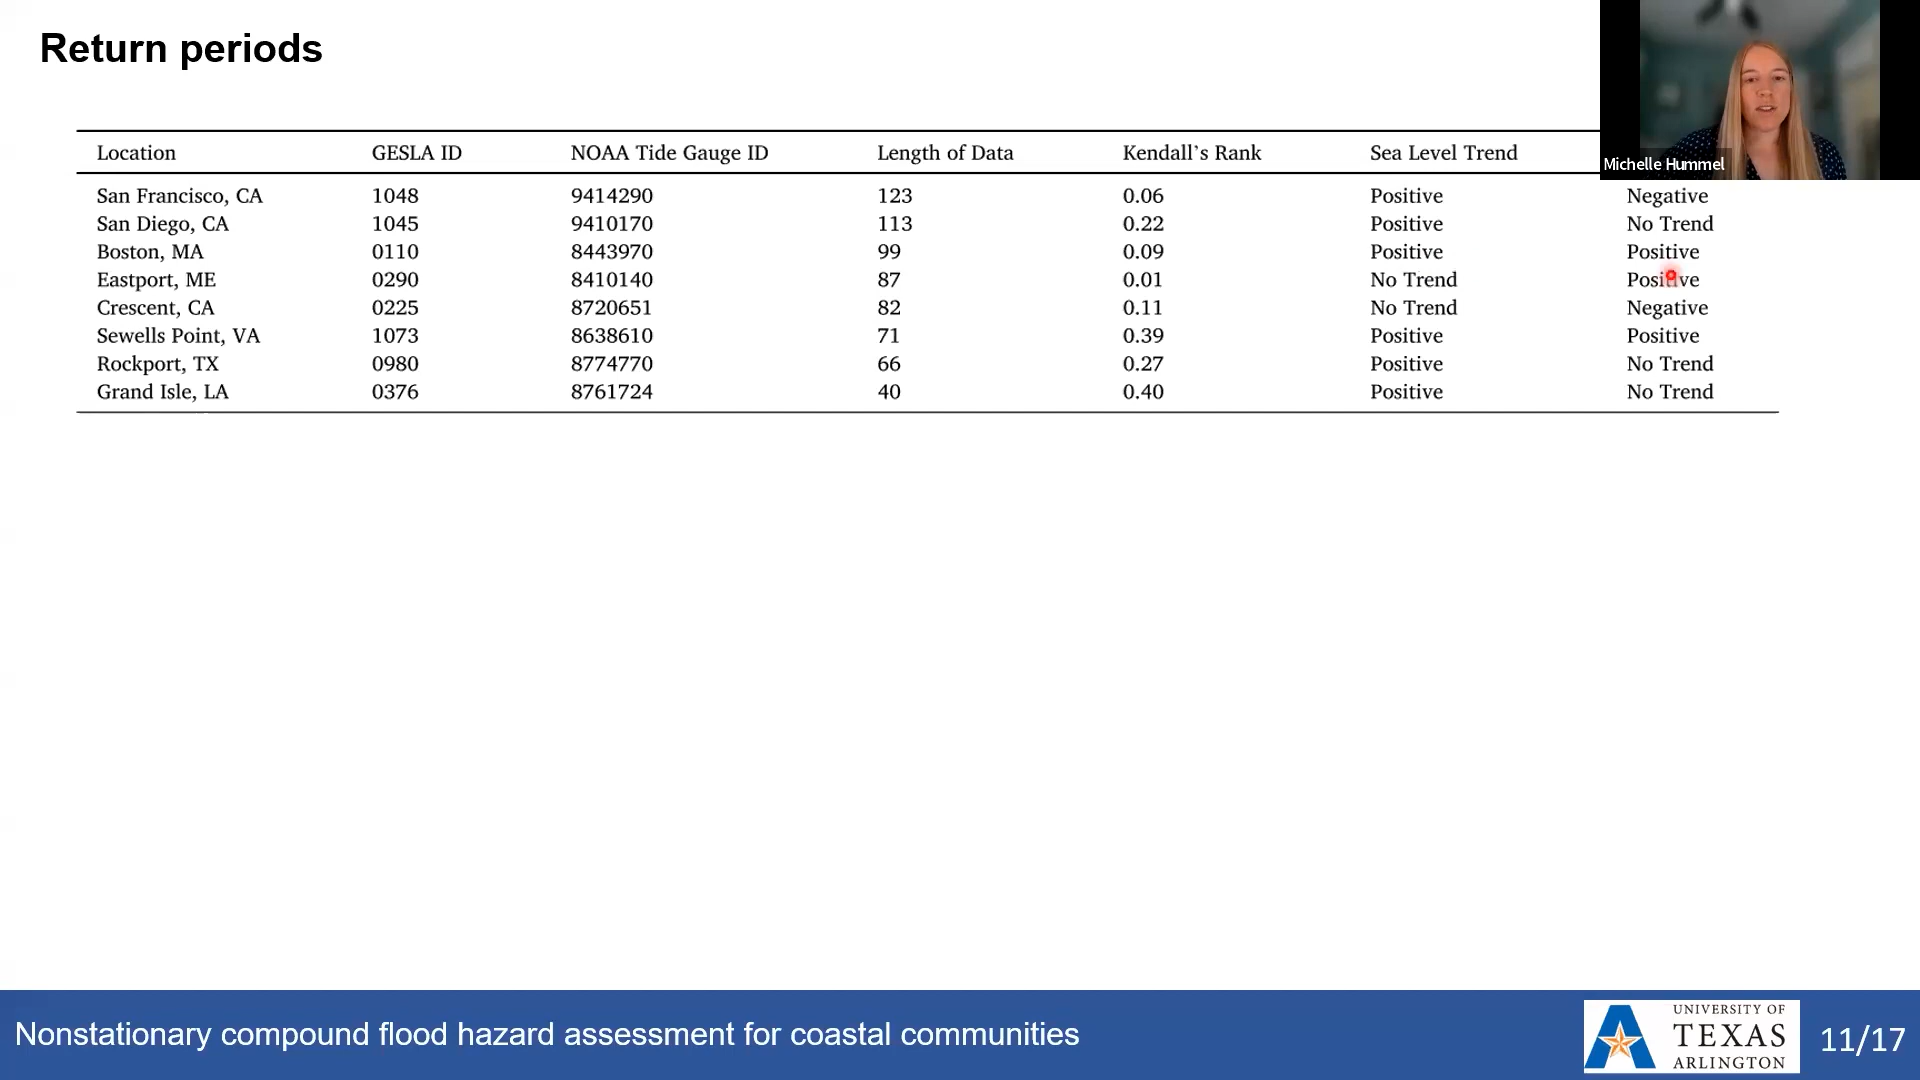 Return periods
Michelle Hummel
Location GESLA ID NOAA Tide Gauge ID Length of Data Kendall’s Rank Sea Level Trend
San Francisco, CA 1048 9414290 123 0.06 Positive Negative
San Diego, CA 1045 9410170 113 0.22 Positive No Trend
Boston, MA 0110 8443970 99 0.09 Positive Positive
Eastport, ME 0290 8410140 87 0.01 No Trend Positive
Crescent, CA 0225 8720651 82 0.11 No Trend Negative
Sewells Point, VA 1073 8638610 71 0.39 Positive Positive
Rockport, TX 0980 8774770 66 0.27 Positive No Trend
Grand Isle, LA 0376 8761724 40 0.40 Positive No Trend
Nonstationary compound flood hazard assessment for coastal communities
UNIVERSITY OF
TEXAS
ARLINGTON
11/17